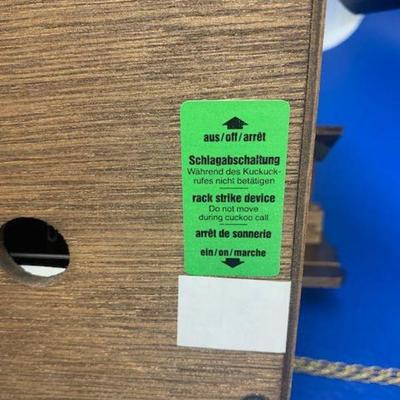 aus/off/arrêt
Schlagabschaltung
Während des Kuckuck-
rufes nicht betätigen
rack strike device
Do not move
during cuckoo call
arrêt de sonnerie
ein/on/marche